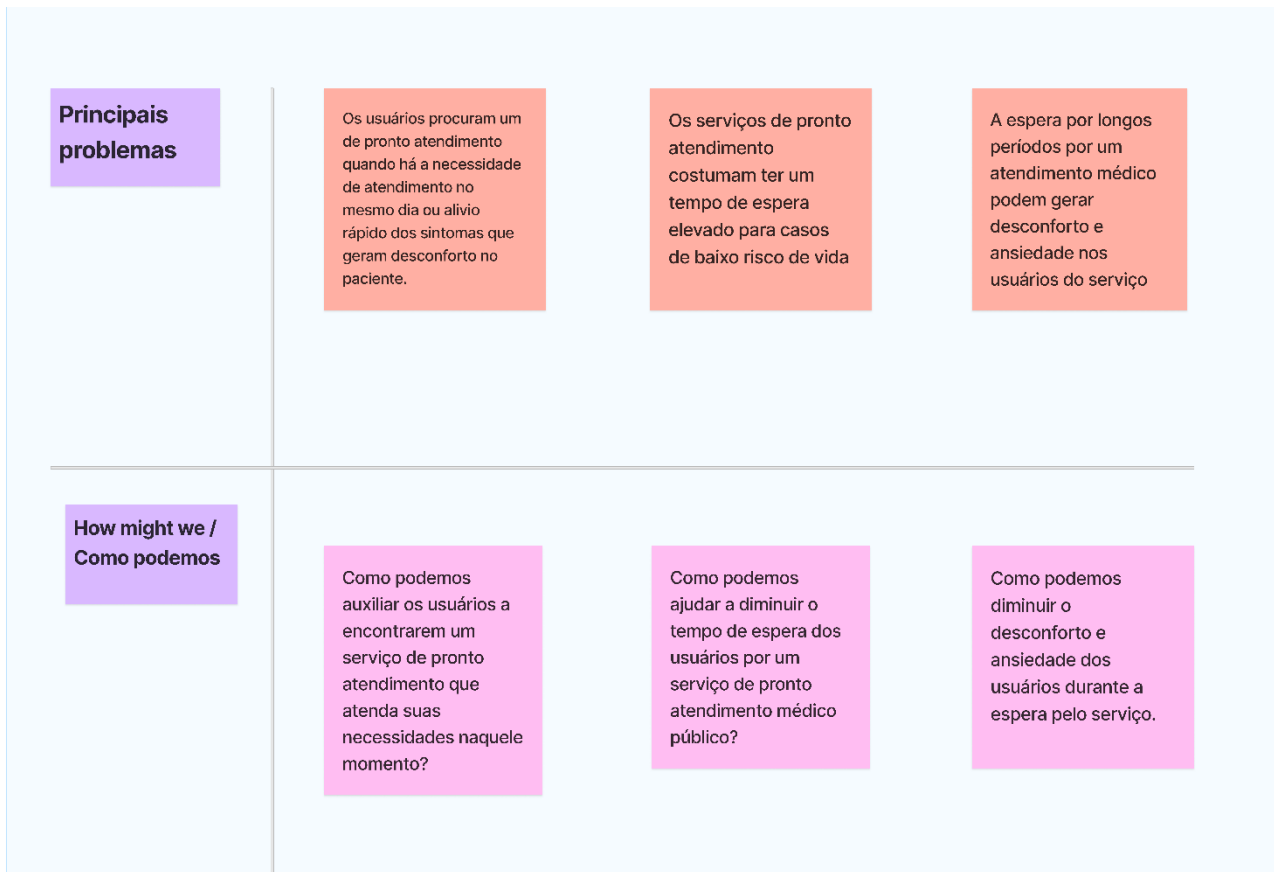 Principais
problemas
Os usuários procuram um
de pronto atendimento
quando há a necessidade
de atendimento no
mesmo dia ou alivio
rápido dos sintomas que
geram desconforto no
paciente.
Os serviços de pronto
atendimento
costumam ter um
tempo de espera
elevado para casos
de baixo risco de vida
A espera por longos
períodos por um
atendimento médico
podem gerar
desconforto e
ansiedade nos
usuários do serviço
How might we /
Como podemos
Como podemos
auxiliar os usuários a
encontrarem um
serviço de pronto
atendimento que
atenda suas
necessidades naquele
momento?
Como podemos
ajudar a diminuir o
tempo de espera dos
usuários por um
serviço de pronto
atendimento médico
público?
Como podemos
diminuir o
desconforto e
ansiedade dos
usuários durante a
espera pelo serviço.